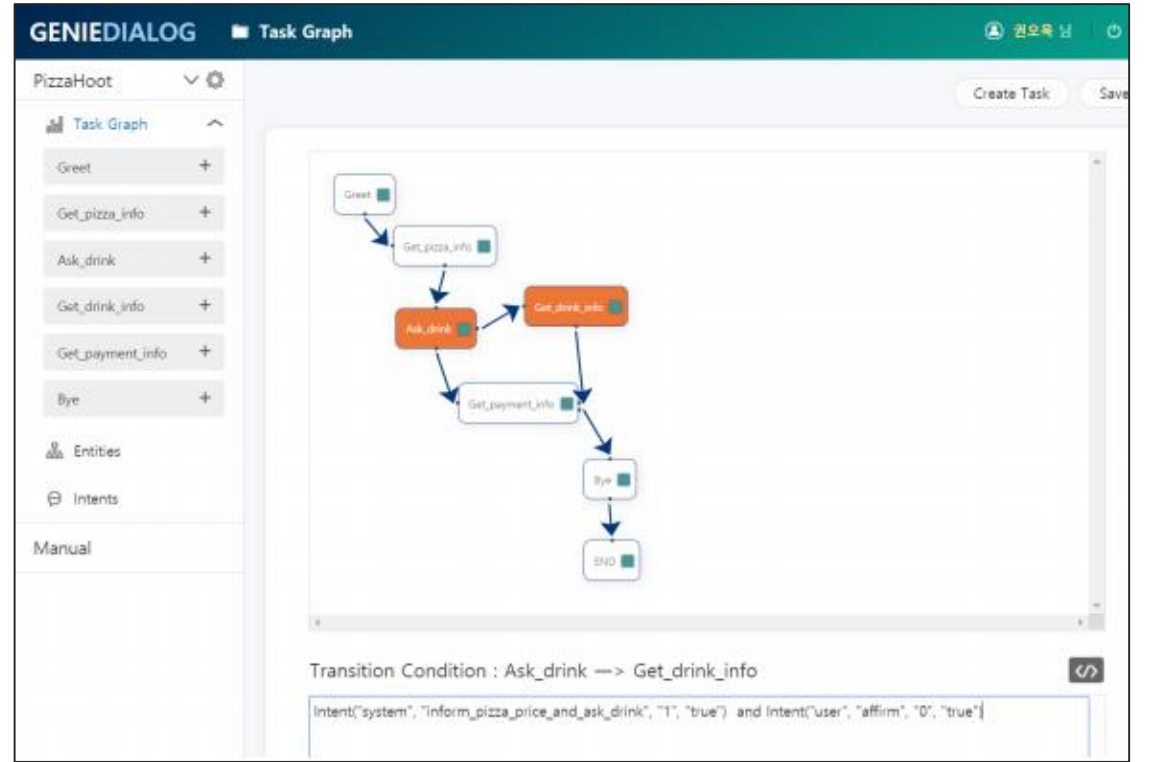 GENIEDIALOG Task Graph 권오욱 님
PizzaHoot
Create Task Save
Task Graph
Greet +
Get_pizza_info +
Ask_drink +
Get_drink_info +
Get_payment_info +
Bye +
Entities
Intents
Manual
Greet
Get_pizza_info
Get_drink_info
Ask_drink
Get_payment_info
Bye
END
Transition Condition : Ask_drink —> Get_drink_info
</>
Intent("system", "inform_pizza_price_and_ask_drink", "1", "true") and Intent("user", "affirm", "0", "true")